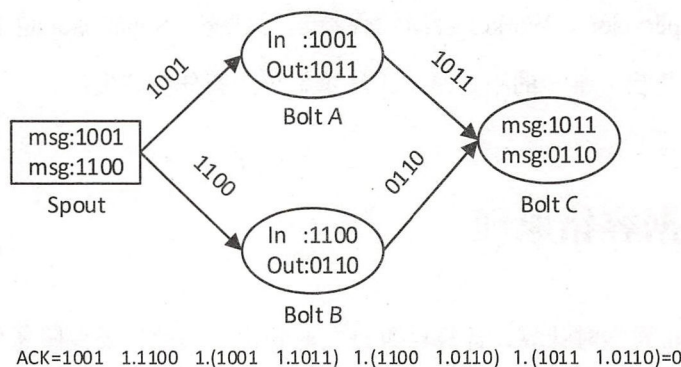 In :1001
Out:1011
Bolt A
1001
1011
msg:1001
msg:1100
Spout
msg:1011
msg:0110
Bolt C
1100
0110
In :1100
Out:0110
Bolt B
ACK=1001 1.1100 1.(1001 1.1011) 1.(1100 1.0110) 1.(1011 1.0110)=0